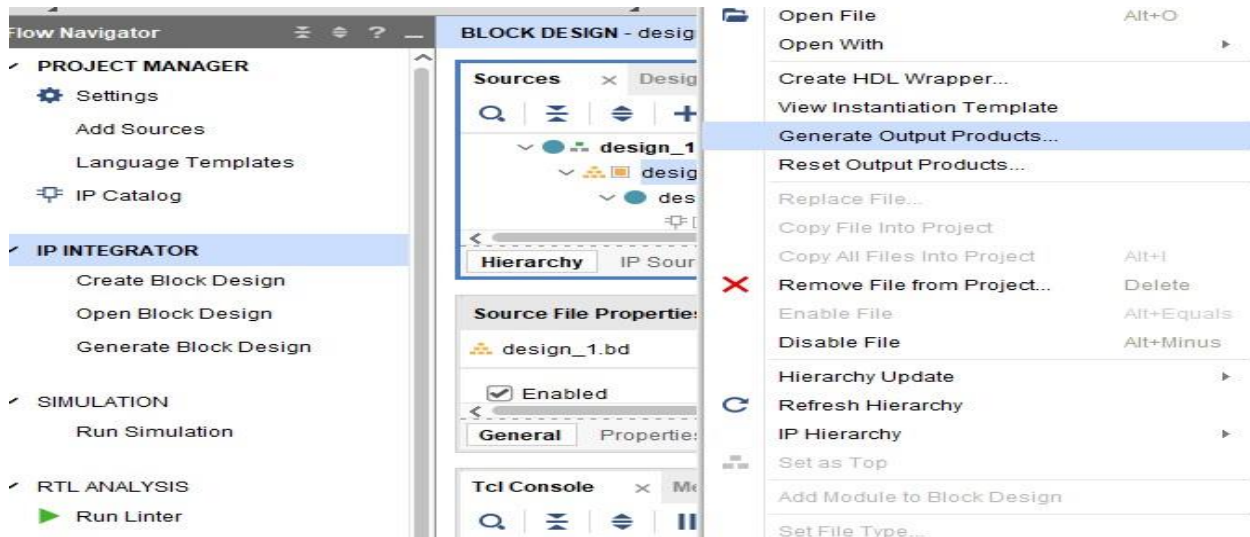 Flow Navigator ?
PROJECT MANAGER
Settings
Add Sources
Language Templates
IP Catalog
IP INTEGRATOR
Create Block Design
Open Block Design
Generate Block Design
SIMULATION
Run Simulation
RTL ANALYSIS
Run Linter
BLOCK DESIGN - desig
Sources × Desig
design_1
desig
des
Hierarchy IP Sour
Source File Properties
design_1.bd
Enabled
General Properties
Tcl Console × Me
Open File Alt+O
Open With
Create HDL Wrapper...
View Instantiation Template
Generate Output Products...
Reset Output Products...
Replace File...
Copy File Into Project
Copy All Files Into Project Alt+I
Remove File from Project... Delete
Enable File Alt+Equals
Disable File Alt+Minus
Hierarchy Update
Refresh Hierarchy
IP Hierarchy
Set as Top
Add Module to Block Design
Set File Type...